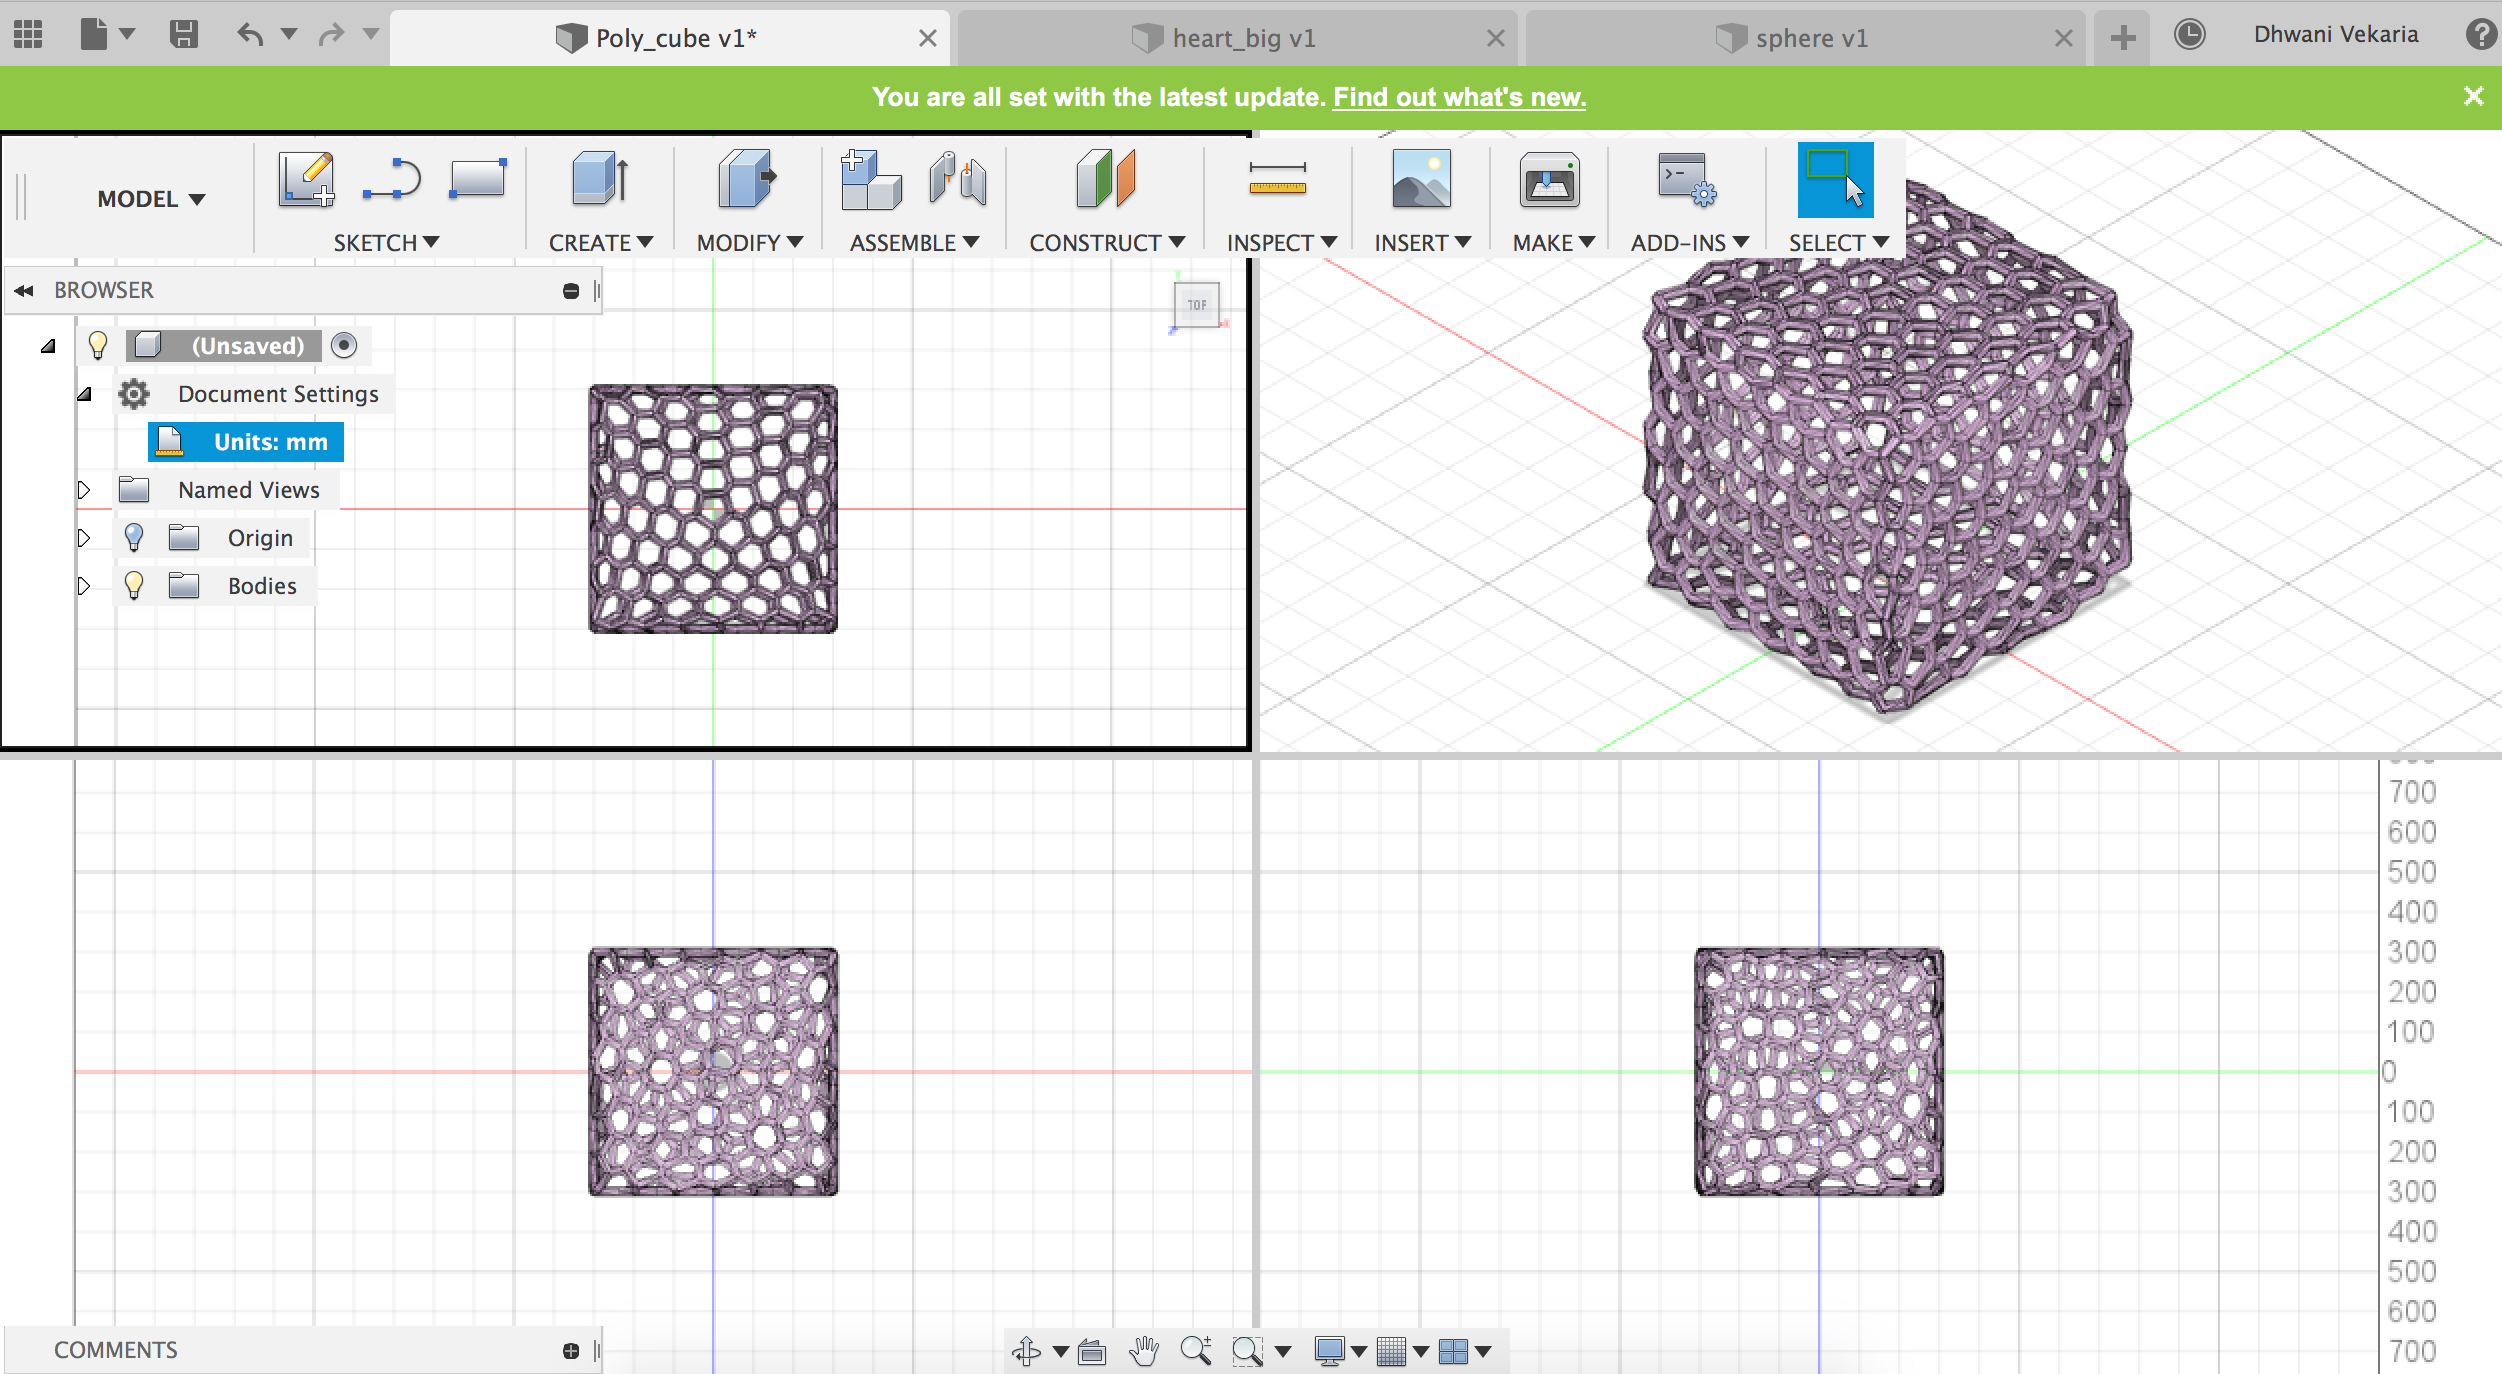 Poly_cube v1*
heart_big v1
sphere v1
Dhwani Vekaria
You are all set with the latest update. Find out what's new.
MODEL
SKETCH
CREATE
MODIFY
ASSEMBLE
CONSTRUCT
INSPECT
INSERT
MAKE
ADD-INS
SELECT
BROWSER
TOP
(Unsaved)
Document Settings
Units: mm
Named Views
Origin
Bodies
700
600
500
400
300
200
100
0
100
200
300
400
500
600
700
COMMENTS